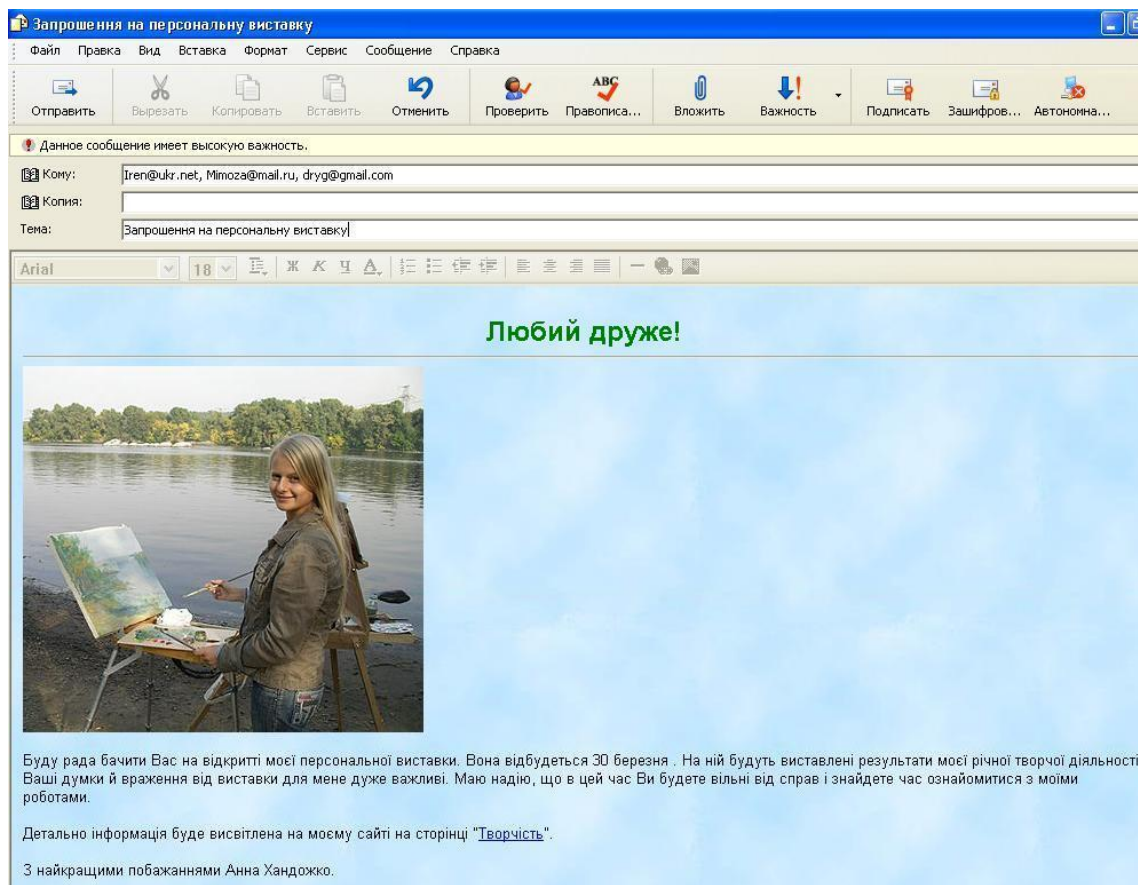 Запрошення на персональну виставку
Файл Правка Вид Вставка Формат Сервис Сообщение Справка
Отправить Вырезать Копировать Вставить Отменить Проверить Правописа... Вложить Важность Подписать Зашифров... Автономна...
Данное сообщение имеет высокую важность.
Кому: Iren@ukr.net, Mimoza@mail.ru, dryg@gmail.com
Копия:
Тема: Запрошення на персональну виставку
Arial 18 Ж К Ч А
Любий друже!
Буду рада бачити Вас на відкритті моєї персональної виставки. Вона відбудеться 30 березня . На ній будуть виставлені результати моєї річної творчої діяльності
Ваші думки й враження від виставки для мене дуже важливі. Маю надію, що в цей час Ви будете вільні від справ і знайдете час ознайомитися з моїми
роботами.
Детально інформація буде висвітлена на моєму сайті на сторінці "Творчість".
З найкращими побажаннями Анна Хандожко.